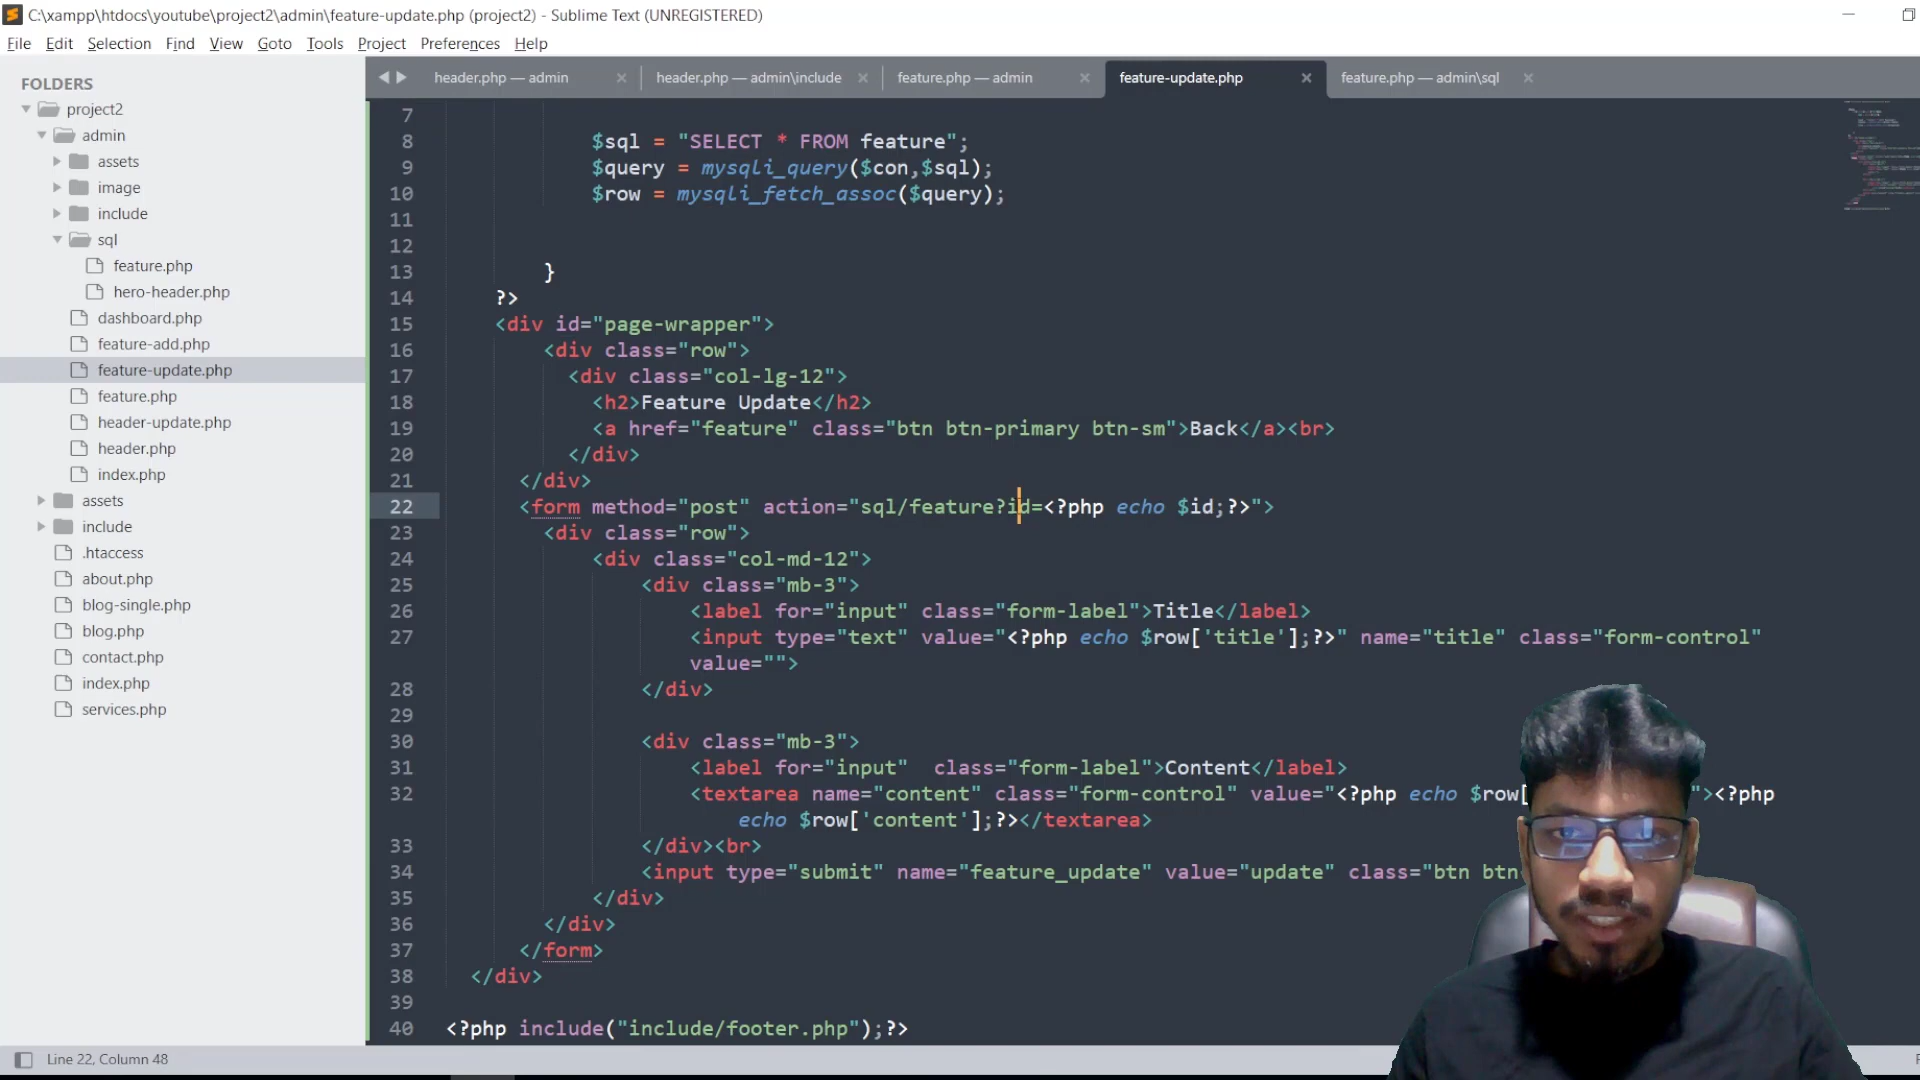 C:\xampp\htdocs\youtube\project2\admin\feature-update.php (project2) - Sublime Text (UNREGISTERED)
File Edit Selection Find View Goto Tools Project Preferences Help
FOLDERS
project2
admin
assets
image
include
sql
feature.php
hero-header.php
dashboard.php
feature-add.php
feature-update.php
feature.php
header-update.php
header.php
index.php
assets
include
.htaccess
about.php
blog-single.php
blog.php
contact.php
index.php
services.php
header.php — admin header.php — admin\include feature.php — admin feature-update.php feature.php — admin\sql
7
8 $sql = "SELECT * FROM feature";
9 $query = mysqli_query($con,$sql);
10 $row = mysqli_fetch_assoc($query);
11
12
13 }
14 ?>
15 <div id="page-wrapper">
16 <div class="row">
17 <div class="col-lg-12">
18 <h2>Feature Update</h2>
19 <a href="feature" class="btn btn-primary btn-sm">Back</a><br>
20 </div>
21 </div>
22 <form method="post" action="sql/feature?id=<?php echo $id;?>">
23 <div class="row">
24 <div class="col-md-12">
25 <div class="mb-3">
26 <label for="input" class="form-label">Title</label>
27 <input type="text" value="<?php echo $row['title'];?>" name="title" class="form-control"
value="">
28 </div>
29
30 <div class="mb-3">
31 <label for="input"  class="form-label">Content</label>
32 <textarea name="content" class="form-control" value="<?php echo $row[ "><?php
echo $row['content'];?></textarea>
33 </div><br>
34 <input type="submit" name="feature_update" value="update" class="btn btn
35 </div>
36 </div>
37 </form>
38 </div>
39
40 <?php include("include/footer.php");?>
Line 22, Column 48